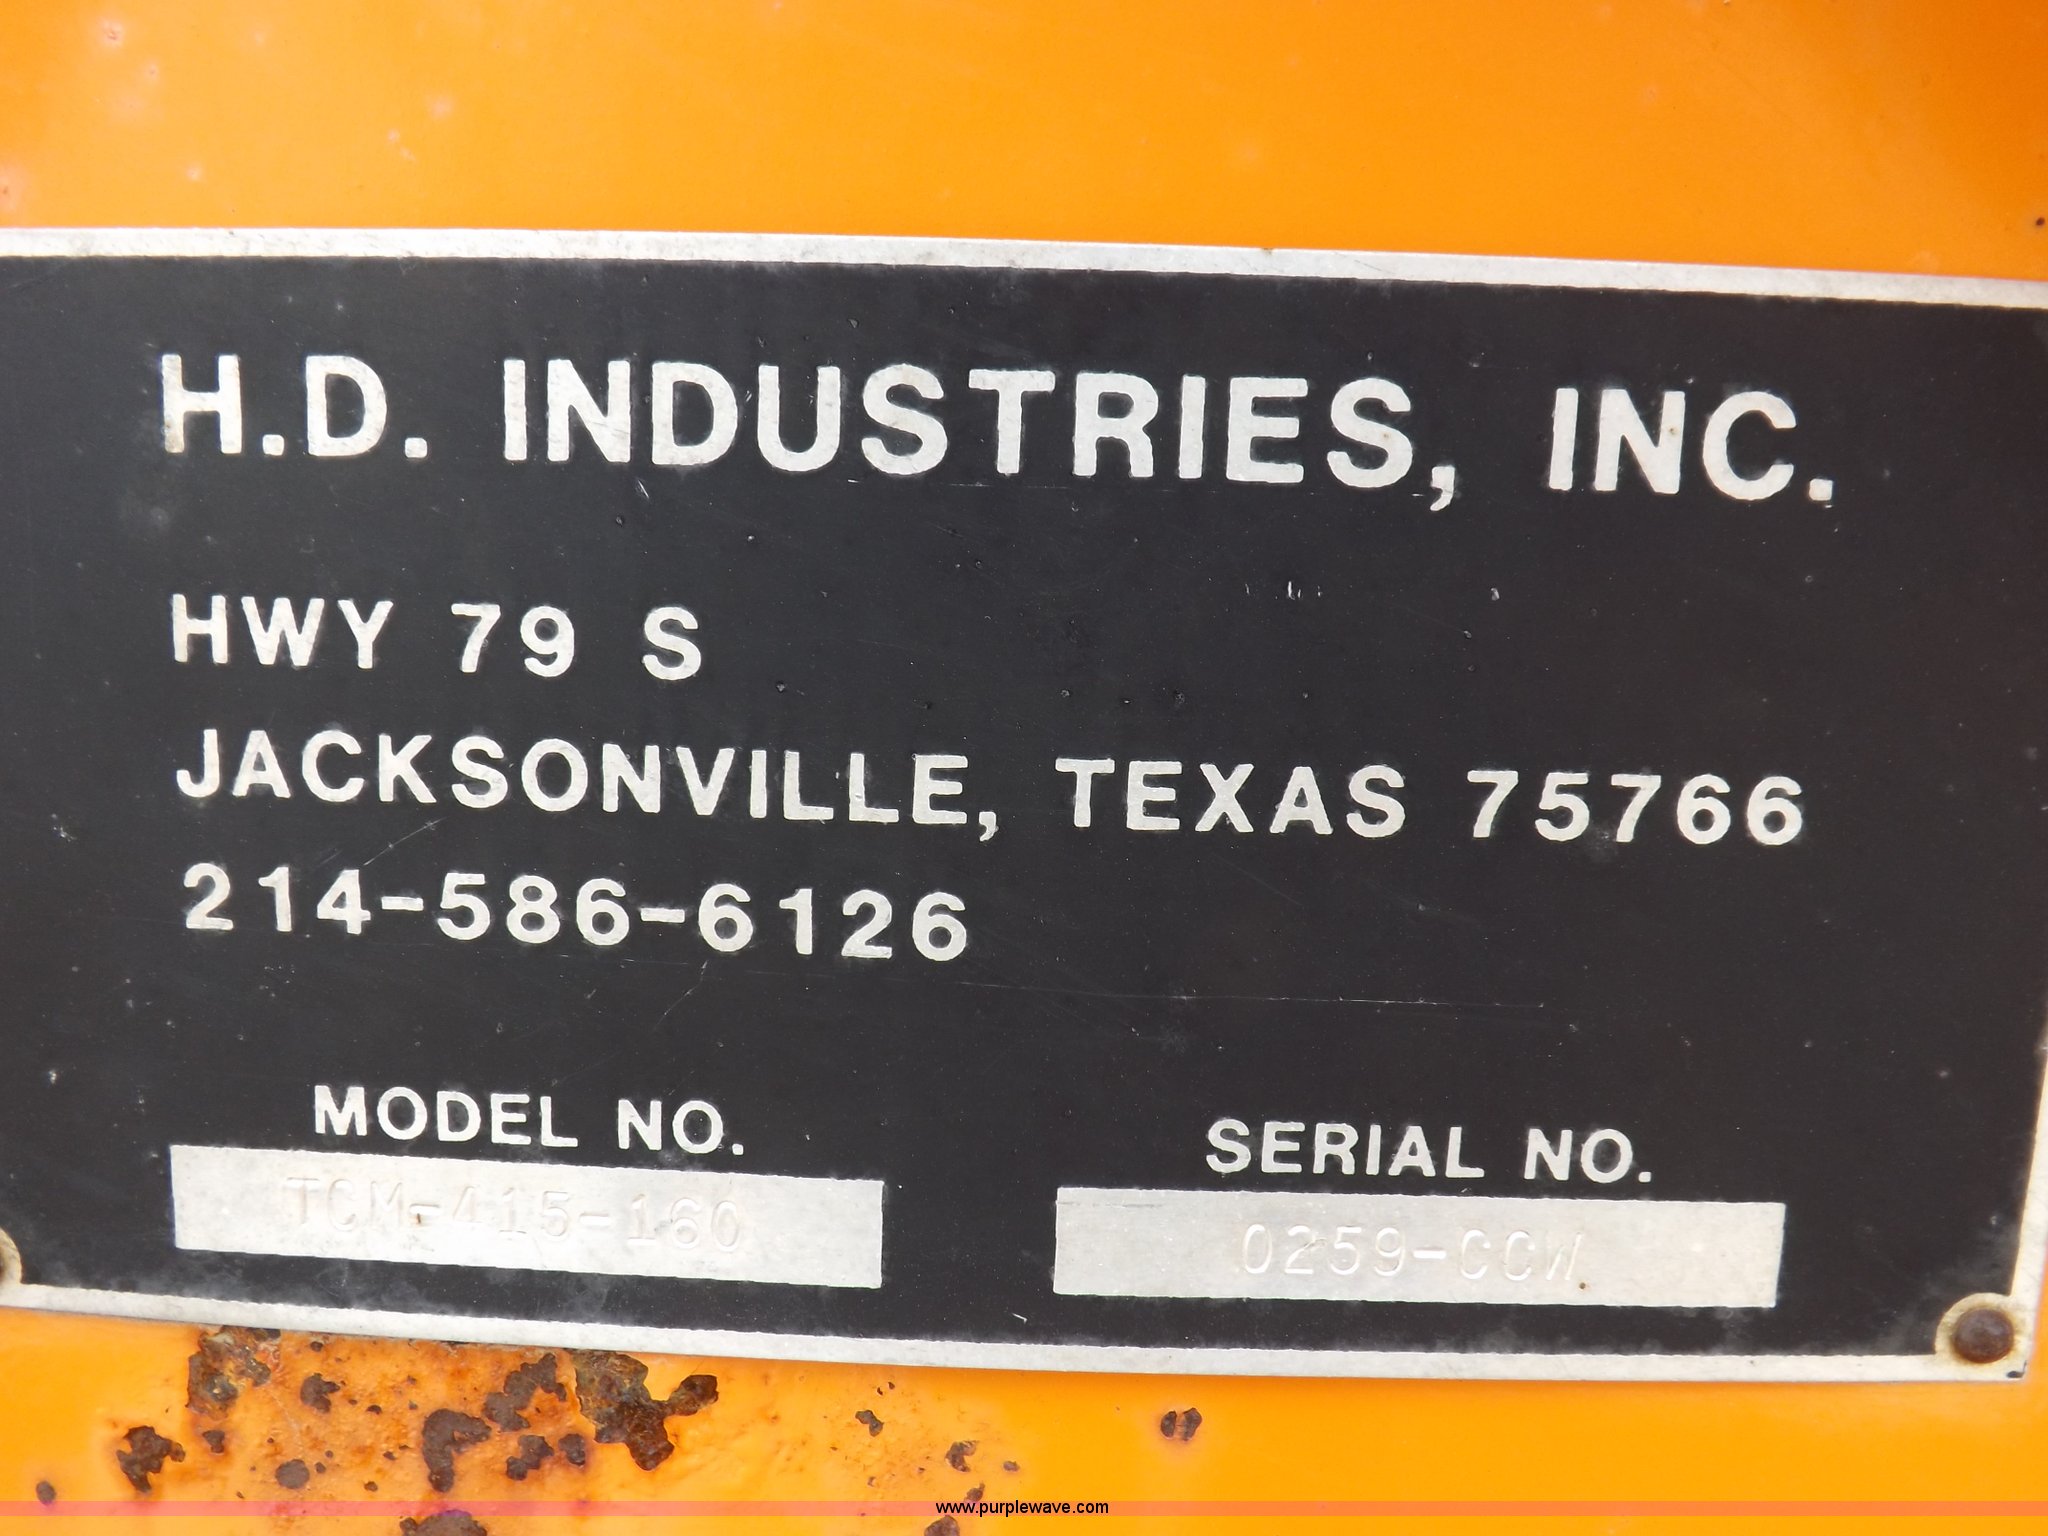 H.D. INDUSTRIES, INC.
HWY 79 S
JACKSONVILLE, TEXAS 75766
214-586-6126
MODEL NO.
TCM-415-160
SERIAL NO.
0259-CCW
www.purplewave.com